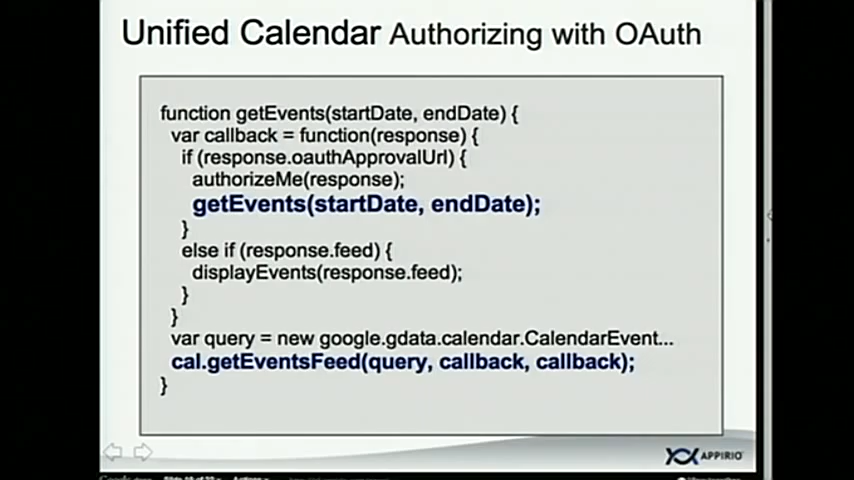 Unified Calendar Authorizing with OAuth
function getEvents(startDate, endDate) {
var callback = function(response) {
if (response.oauthApprovalUrl) {
authorizeMe(response);
getEvents(startDate, endDate);
}
else if (response.feed) {
displayEvents(response.feed);
}
}
var query = new google.gdata.calendar.CalendarEvent...
cal.getEventsFeed(query, callback, callback);
}
APPIRIO